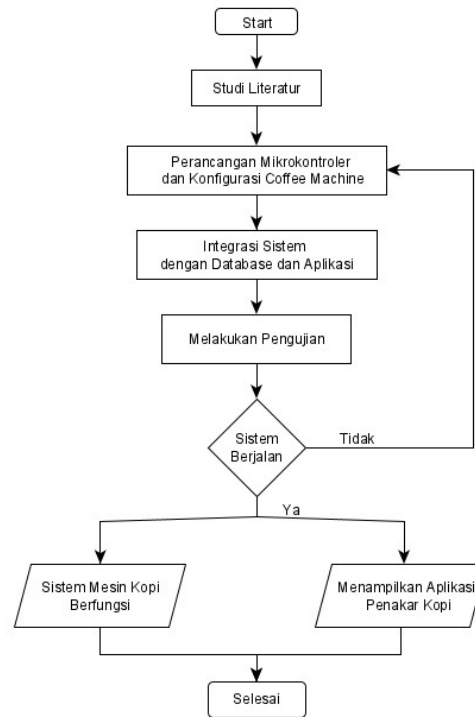 Start
Studi Literatur
Perancangan Mikrokontroler
dan Konfigurasi Coffee Machine
Integrasi Sistem
dengan Database dan Aplikasi
Melakukan Pengujian
Sistem
Berjalan
Tidak
Ya
Sistem Mesin Kopi
Berfungsi
Menampilkan Aplikasi
Penakar Kopi
Selesai